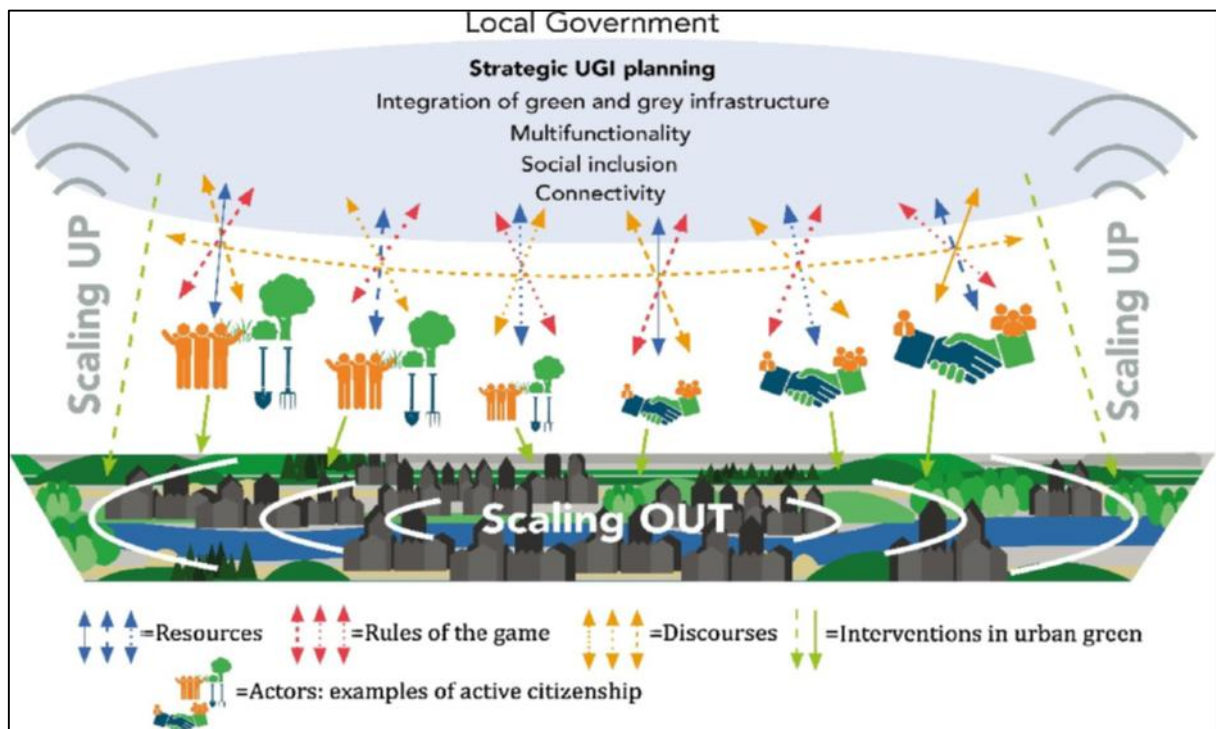 Local Government
Strategic UGI planning
Integration of green and grey infrastructure
Multifunctionality
Social inclusion
Connectivity
Scaling UP
Scaling UP
Scaling OUT
=Resources
=Rules of the game
=Discourses
=Interventions in urban green
=Actors: examples of active citizenship